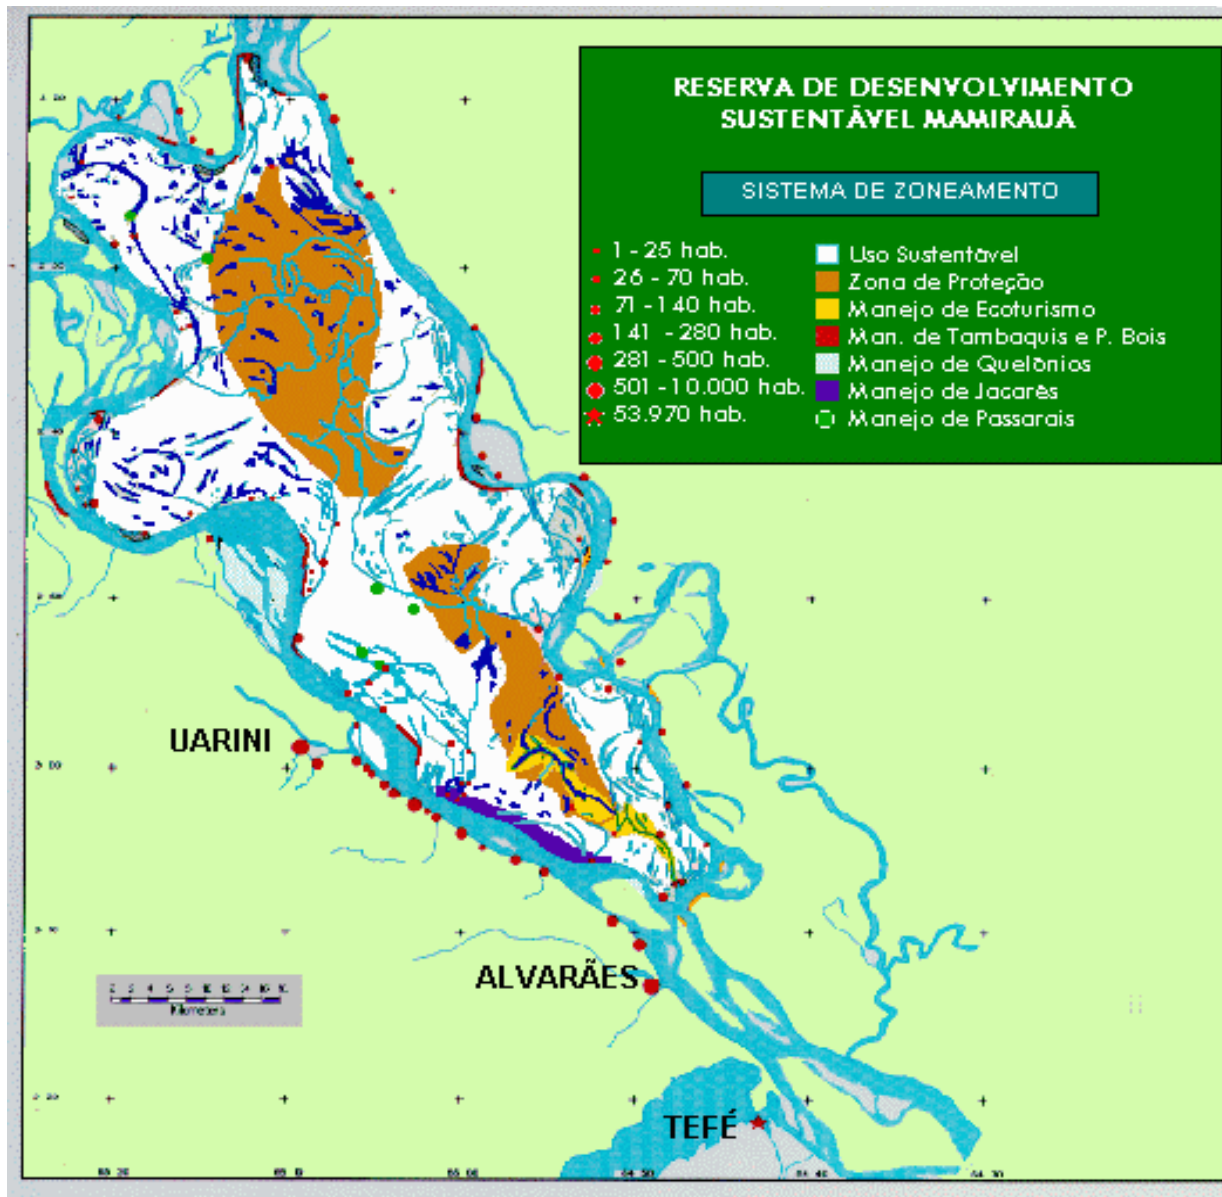 RESERVA DE DESENVOLVIMENTO
SUSTENTÁVEL MAMIRAUÁ
SISTEMA DE ZONEAMENTO
1 - 25 hab.
26 - 70 hab.
71 - 140 hab.
141 - 280 hab.
281 - 500 hab.
501 - 10.000 hab.
53.970 hab.
Uso Sustentável
Zona de Proteção
Manejo de Ecoturismo
Man. de Tambaquis e P. Bois
Manejo de Quelônios
Manejo de Jacarés
Manejo de Passarais
UARINI
ALVARÃES
Kilometers
TEFÉ